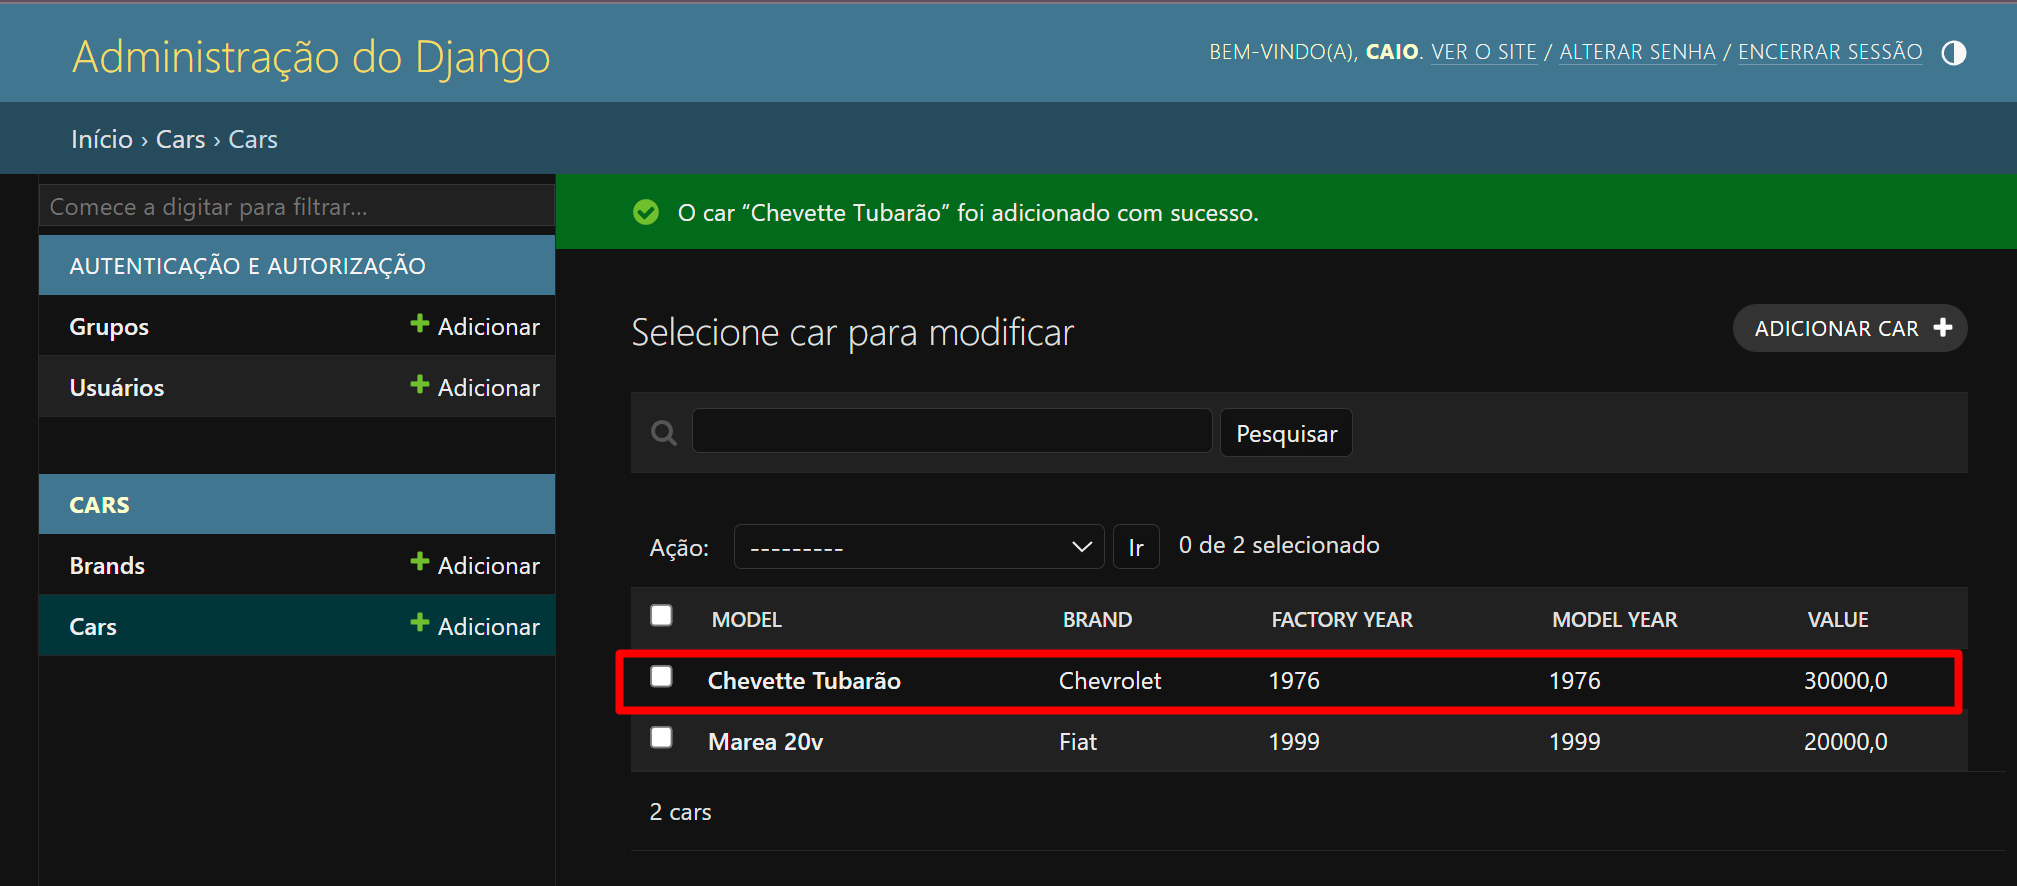 Administração do Django
BEM-VINDO(A), CAIO. VER O SITE / ALTERAR SENHA / ENCERRAR SESSÃO
Início › Cars › Cars
Comece a digitar para filtrar...
AUTENTICAÇÃO E AUTORIZAÇÃO
Grupos Adicionar
Usuários Adicionar
CARS
Brands Adicionar
Cars Adicionar
O car “Chevette Tubarão” foi adicionado com sucesso.
Selecione car para modificar
ADICIONAR CAR
Pesquisar
Ação: --------- Ir 0 de 2 selecionado
MODEL BRAND FACTORY YEAR MODEL YEAR VALUE
Chevette Tubarão Chevrolet 1976 1976 30000,0
Marea 20v Fiat 1999 1999 20000,0
2 cars